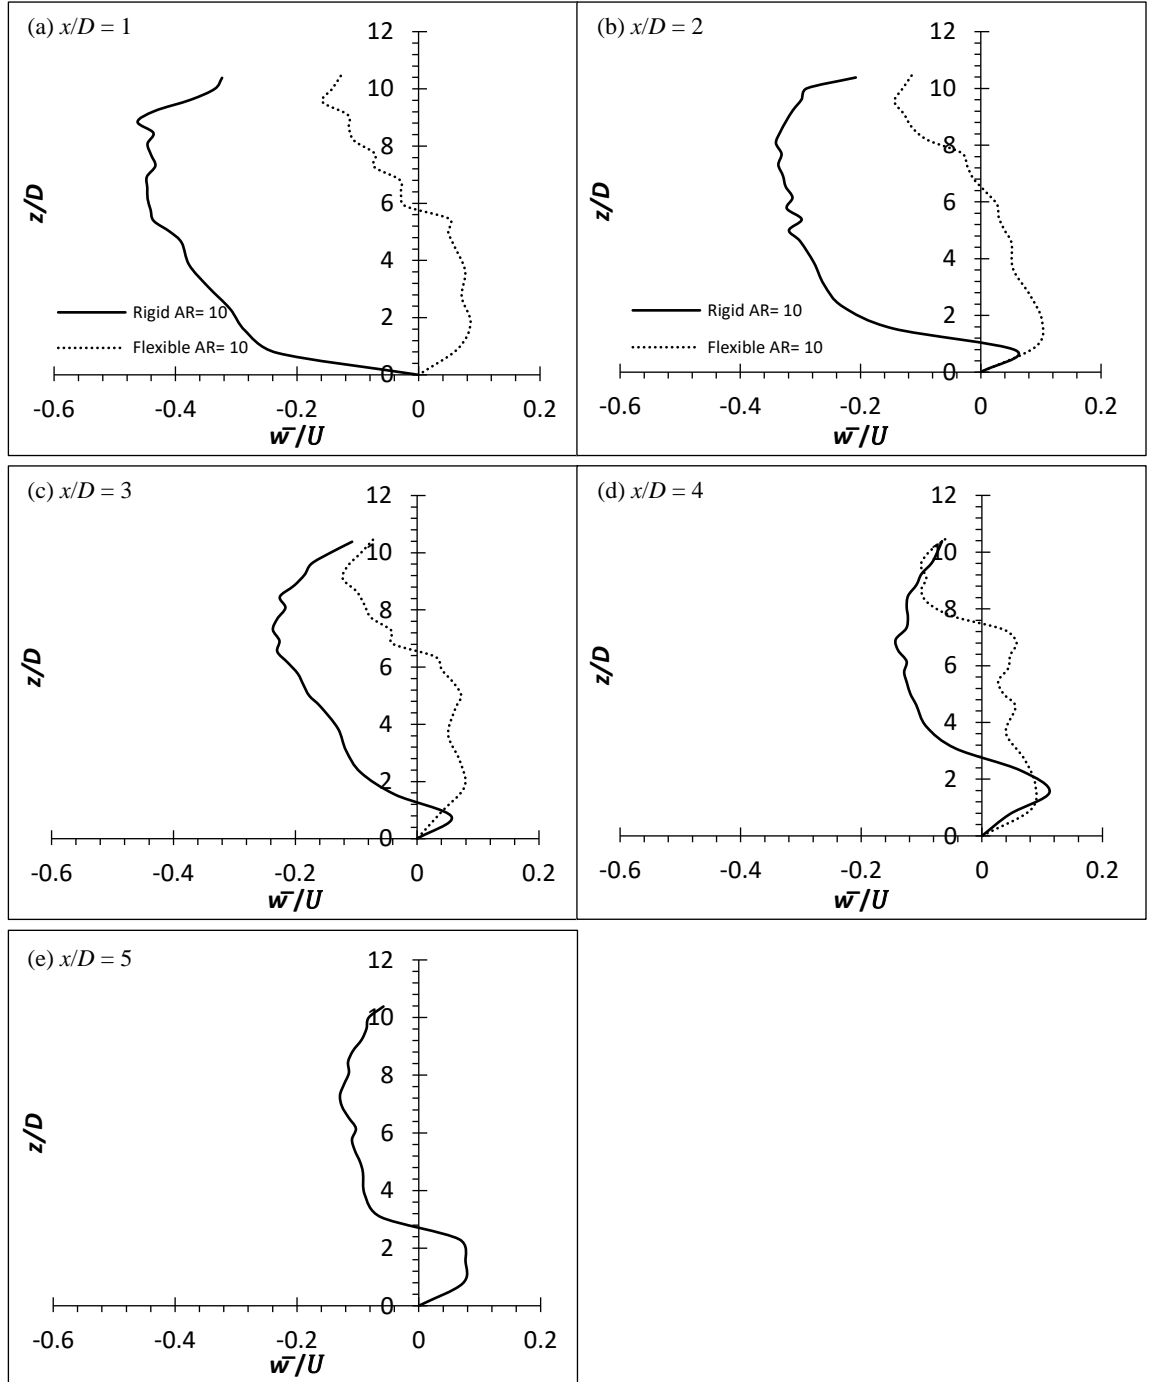 (a) x/D = 1
12
10
8
6
4
2
0
z/D
Rigid AR= 10
Flexible AR= 10
-0.6 -0.4 -0.2 0 0.2
w̄/U
(b) x/D = 2
12
10
8
6
4
2
0
z/D
Rigid AR= 10
Flexible AR= 10
-0.6 -0.4 -0.2 0 0.2
w̄/U
(c) x/D = 3
12
10
8
6
4
2
0
z/D
-0.6 -0.4 -0.2 0 0.2
w̄/U
(d) x/D = 4
12
10
8
6
4
2
0
z/D
-0.6 -0.4 -0.2 0 0.2
w̄/U
(e) x/D = 5
12
10
8
6
4
2
0
z/D
-0.6 -0.4 -0.2 0 0.2
w̄/U